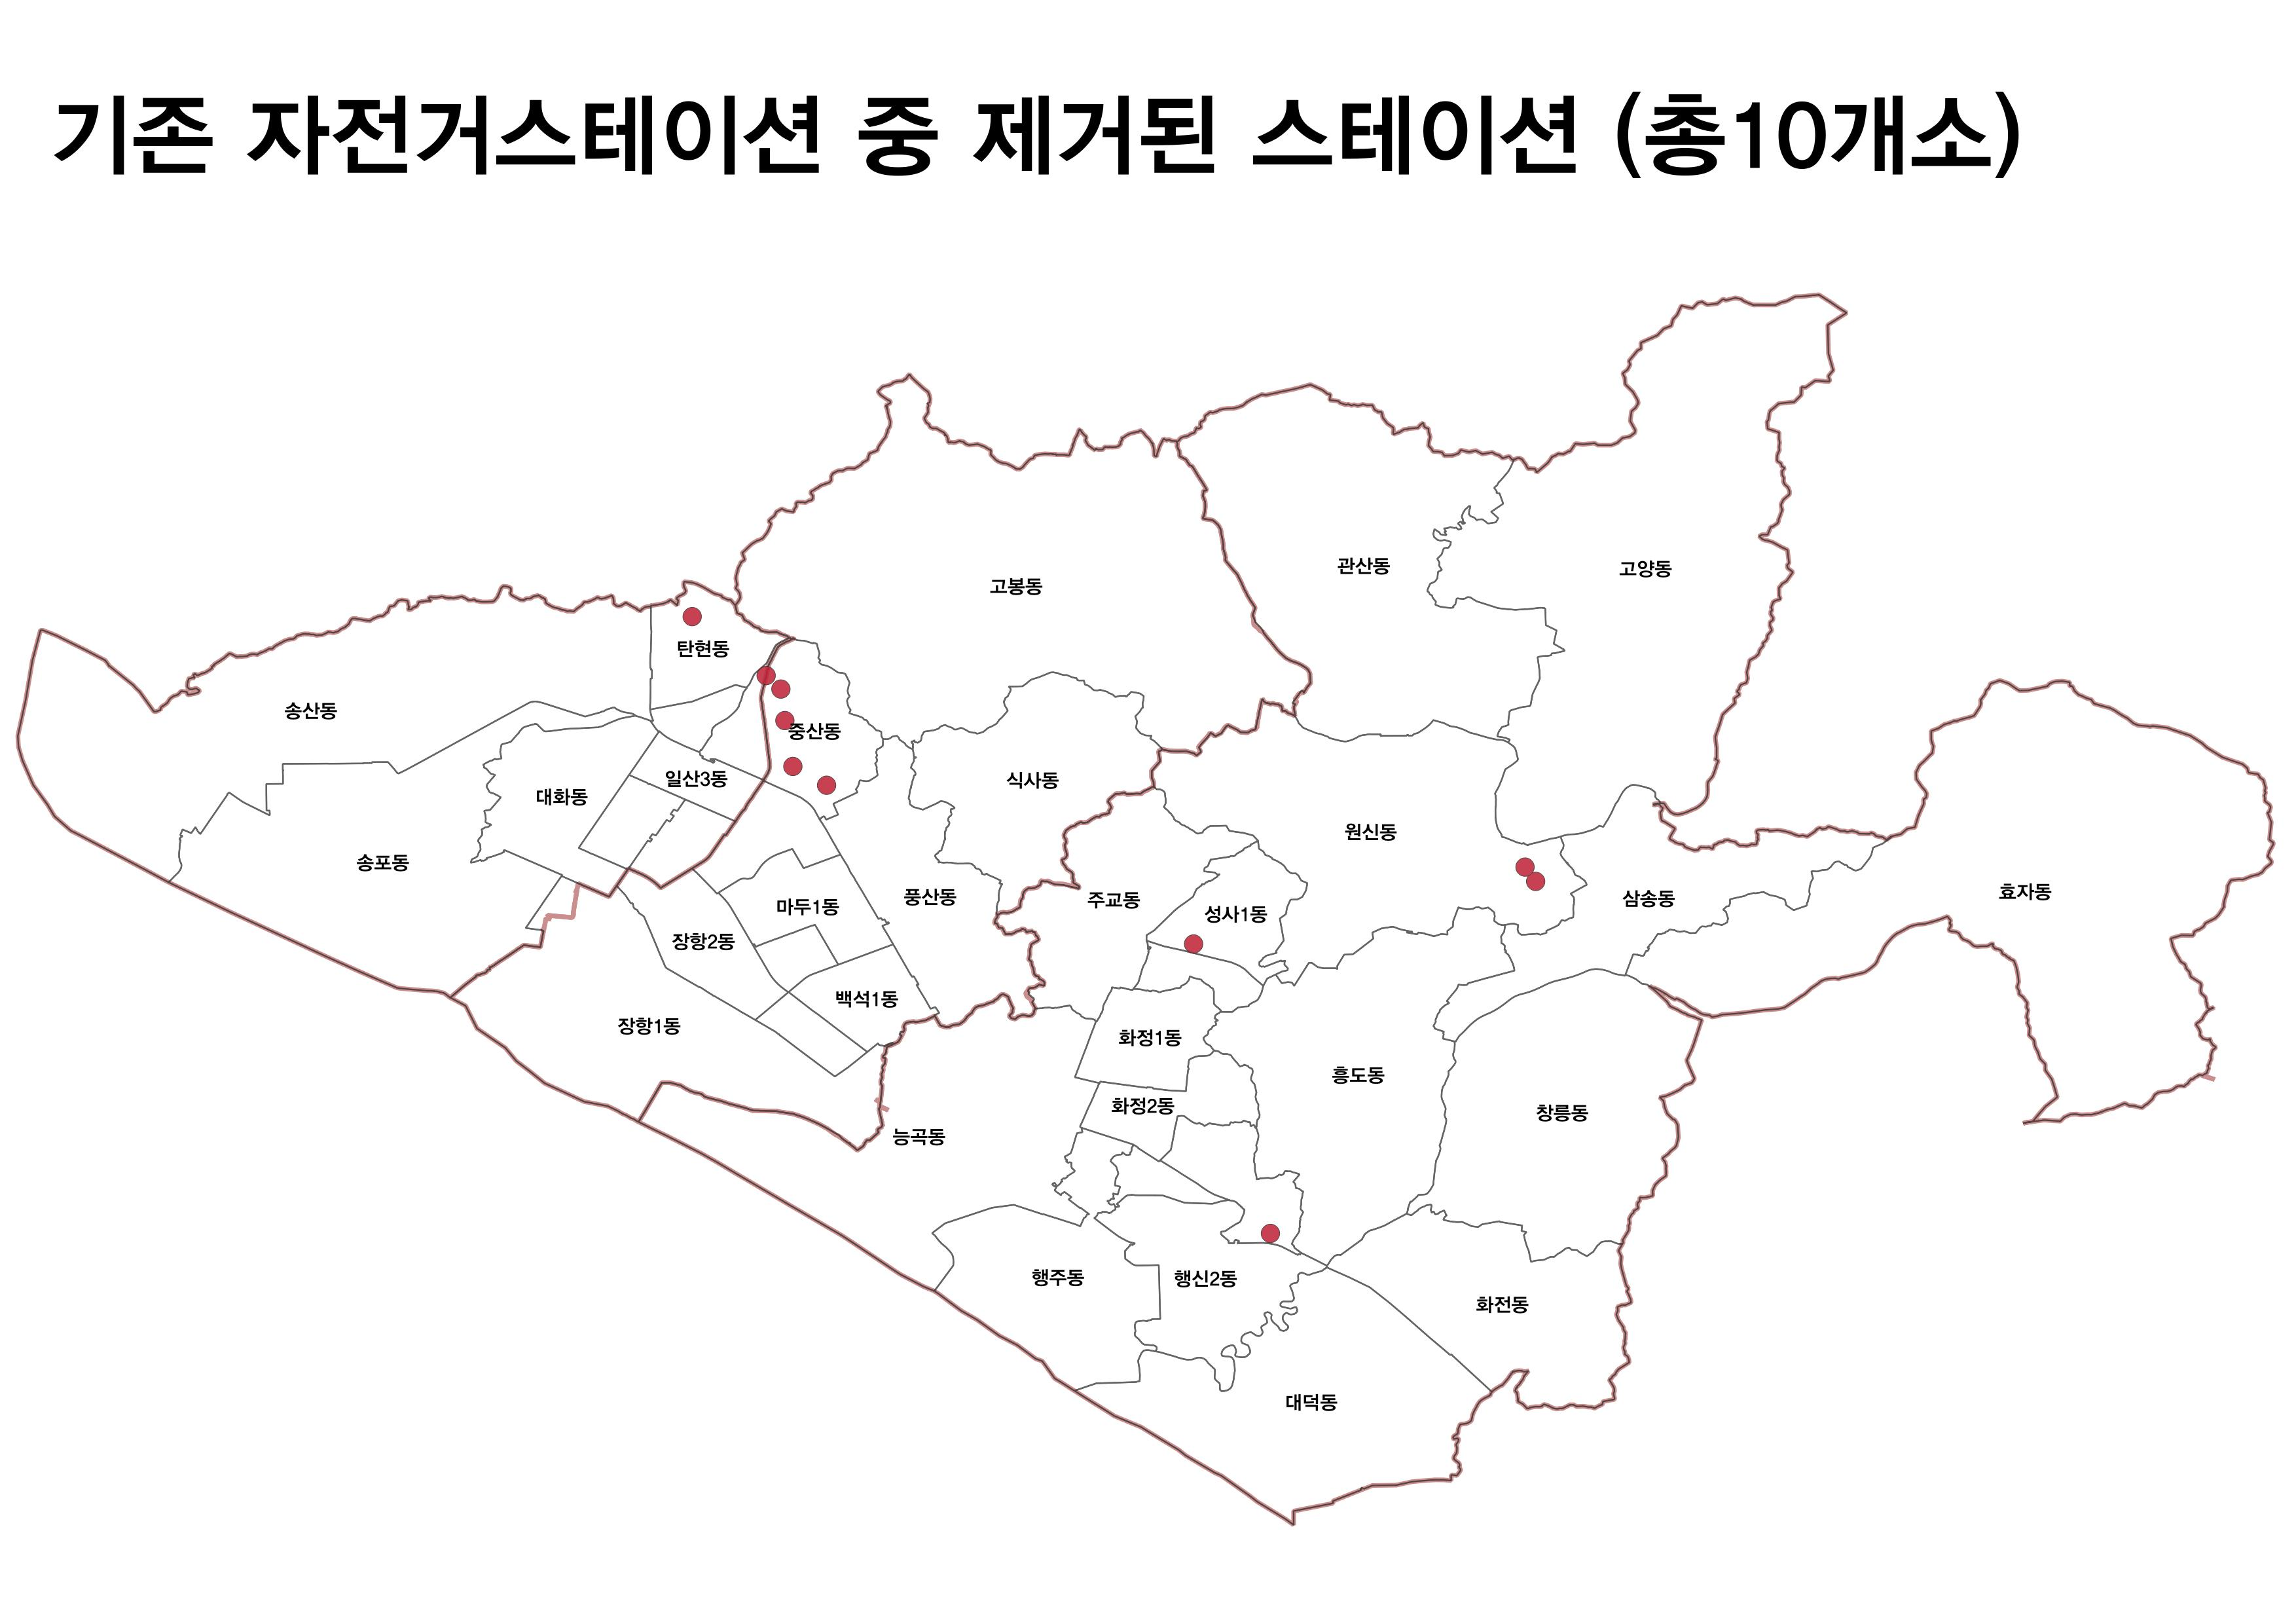 기존 자전거스테이션 중 제거된 스테이션 (총10개소)
관산동
고양동
고봉동
탄현동
송산동
중산동
일산3동
식사동
대화동
원신동
송포동
풍산동
주교동
삼송동
효자동
마두1동
성사1동
장항2동
백석1동
장항1동
화정1동
흥도동
화정2동
창릉동
능곡동
행주동
행신2동
화전동
대덕동